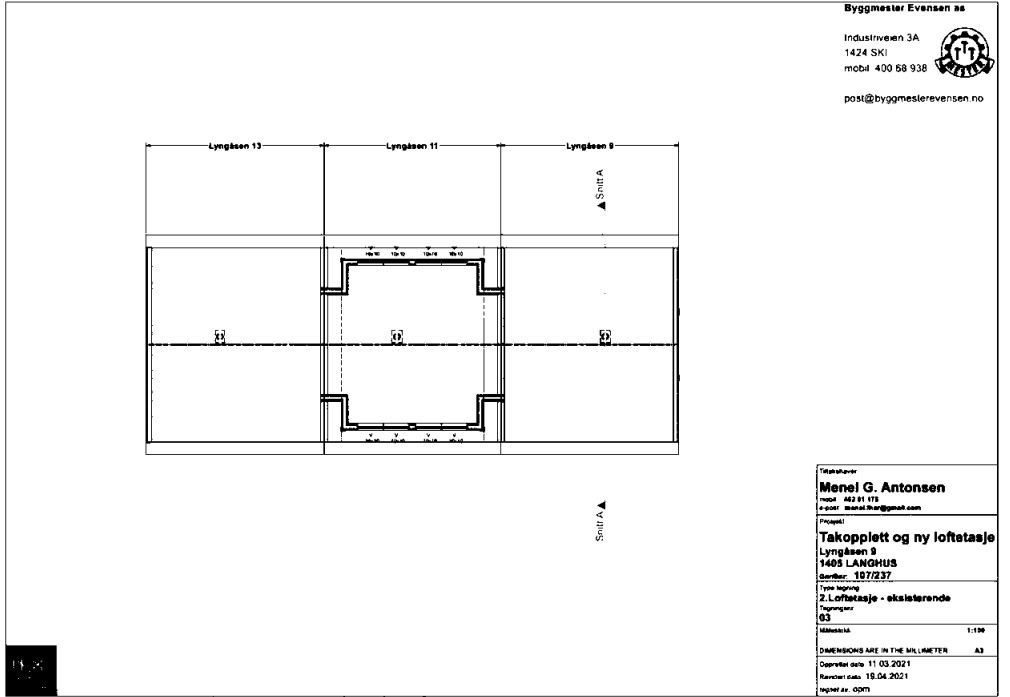 Byggmester Evensen as
Industriveien 3A
1424 SKI
mobil 400 68 938
post@byggmesterevensen.no
TTT
MESTER
Lyngåsen 13
Lyngåsen 11
Lyngåsen 9
Snitt A
Snitt A
Tiltakshaver
Menel G. Antonsen
e-post
Prosjekt
Takopplett og ny loftetasje
Lyngåsen 9
1405 LANGHUS
107/237
Type tegning
2.Loftetasje - eksisterende
Tegningsnr
03
Målestokk 1:100
DIMENSIONS ARE IN THE MILLIMETER A3
Opprettet dato 11.03.2021
Revidert dato 19.04.2021
tegnet av. opm